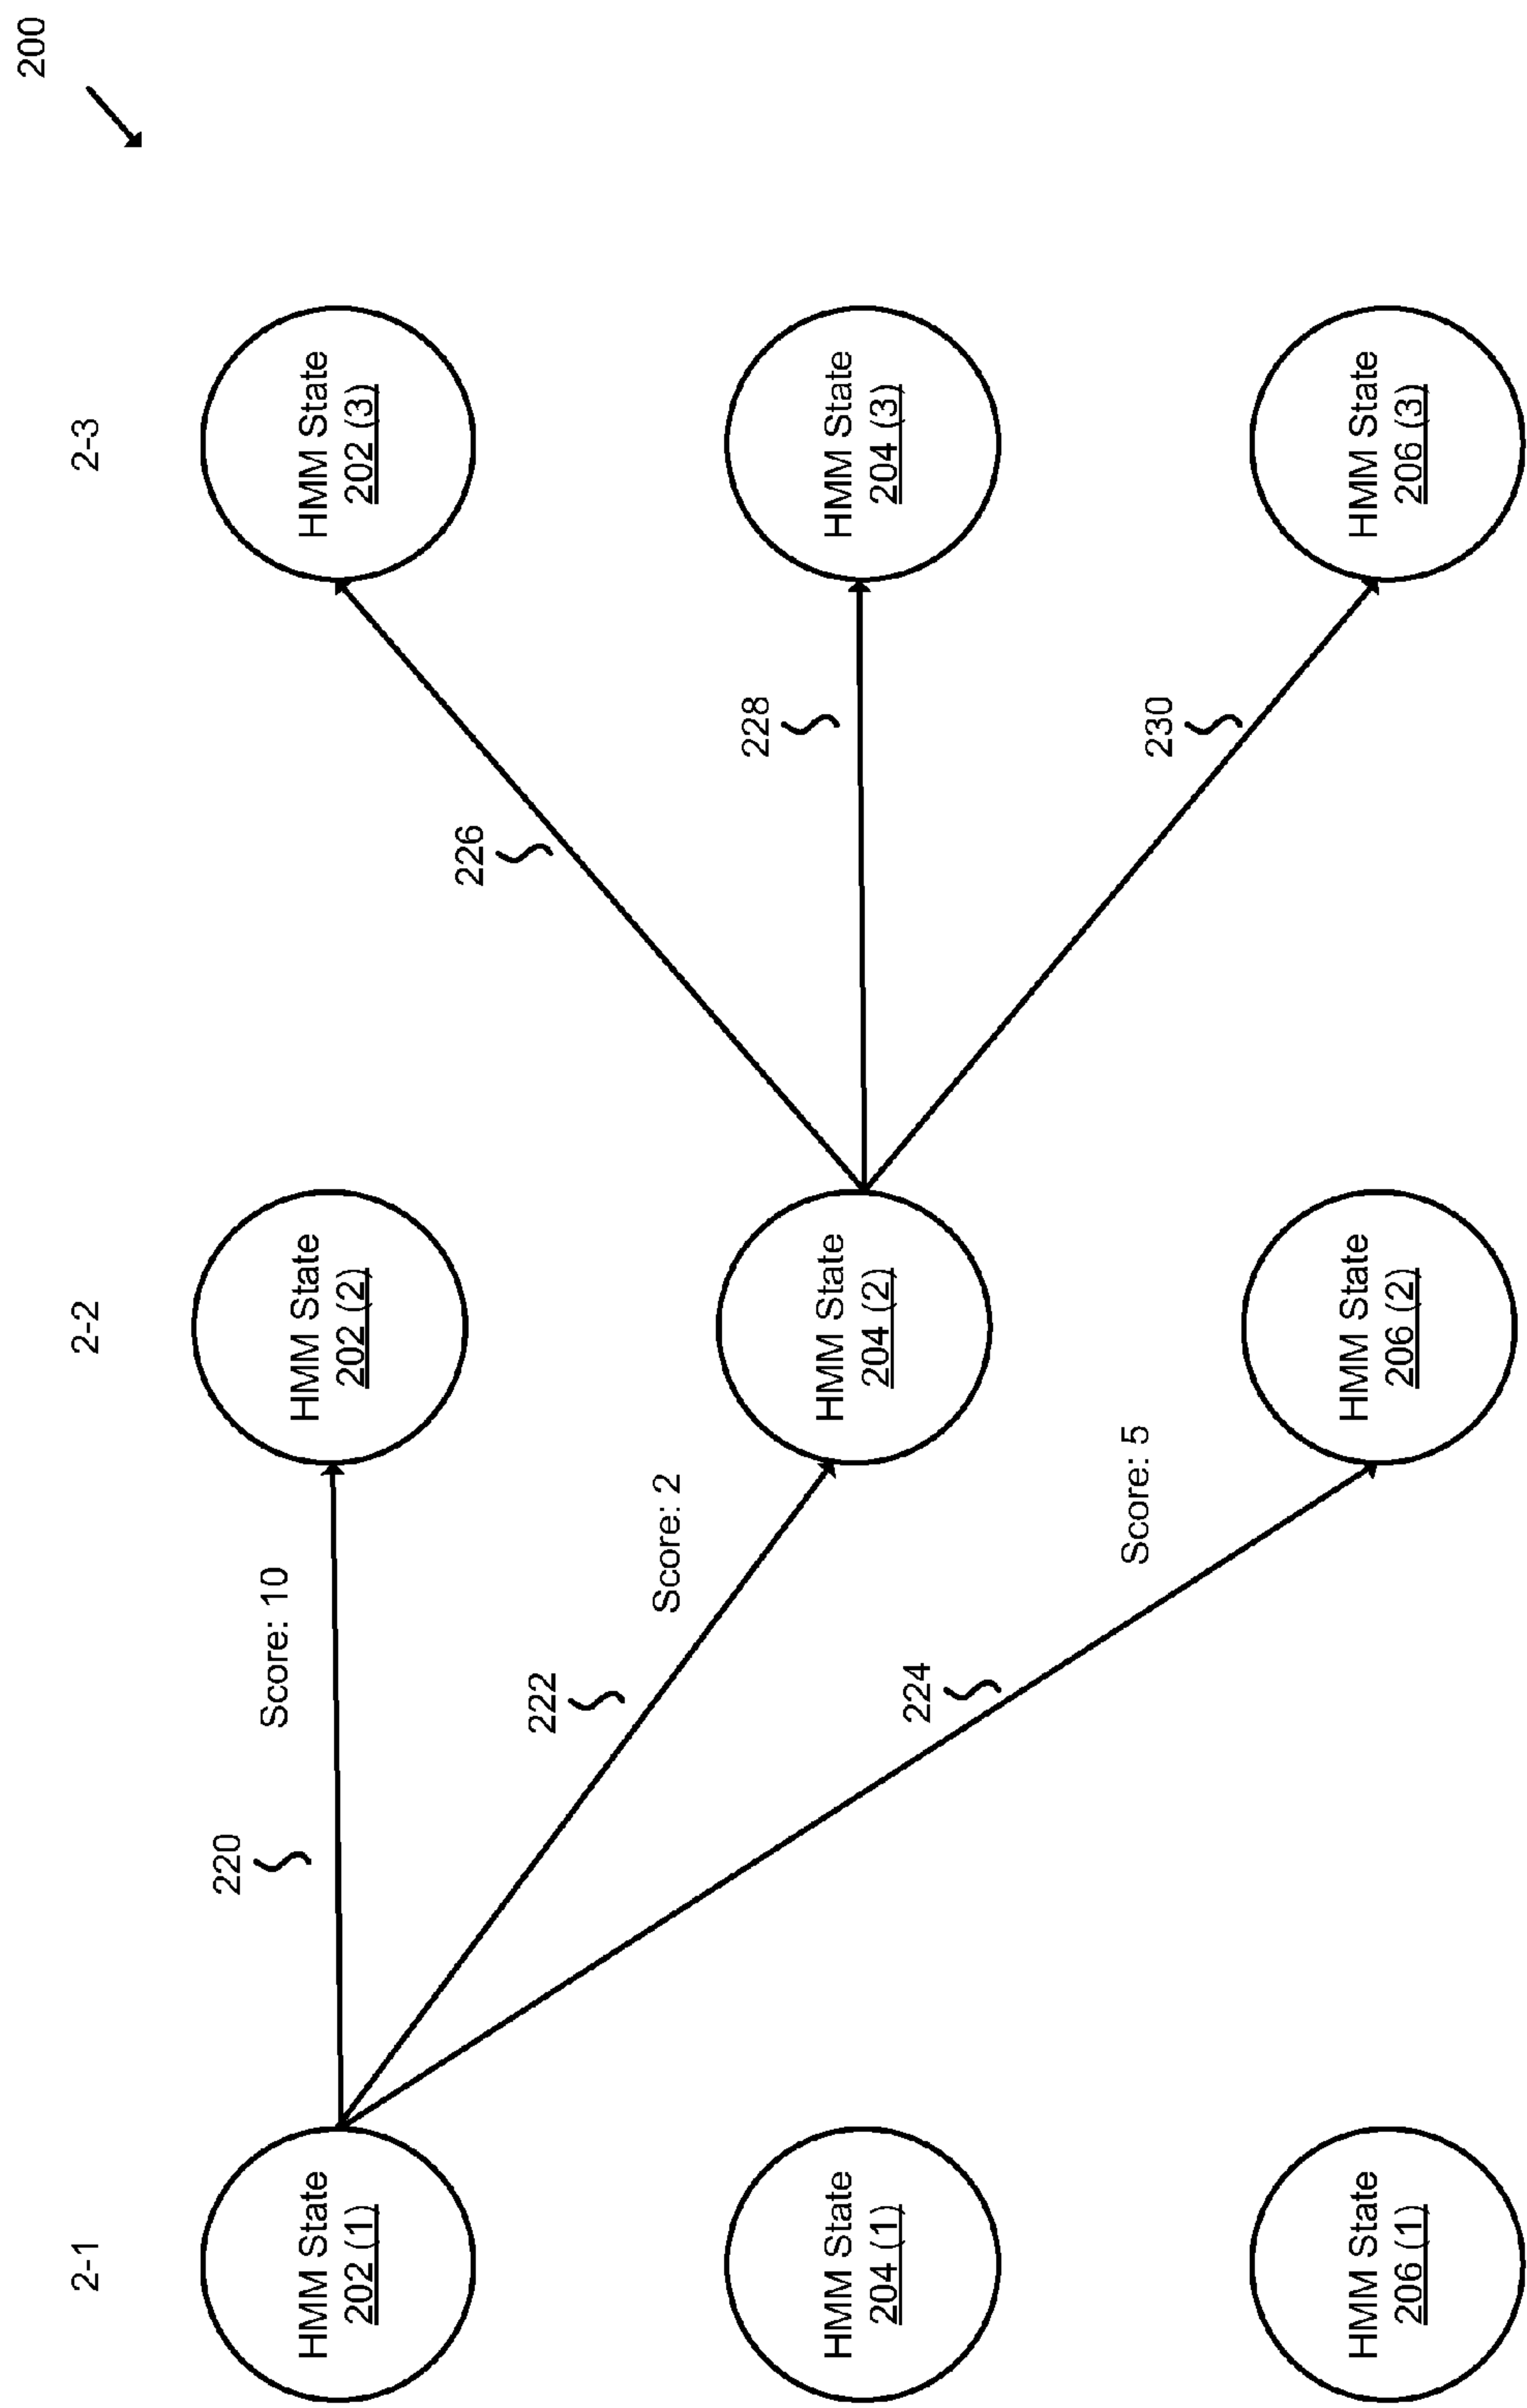 200
2-1
2-2
2-3
HMM State
202 (1)
220
Score: 10
HMM State
202 (2)
HMM State
202 (3)
222
Score: 2
226
HMM State
204 (1)
HMM State
204 (2)
228
HMM State
204 (3)
224
Score: 5
230
HMM State
206 (1)
HMM State
206 (2)
HMM State
206 (3)